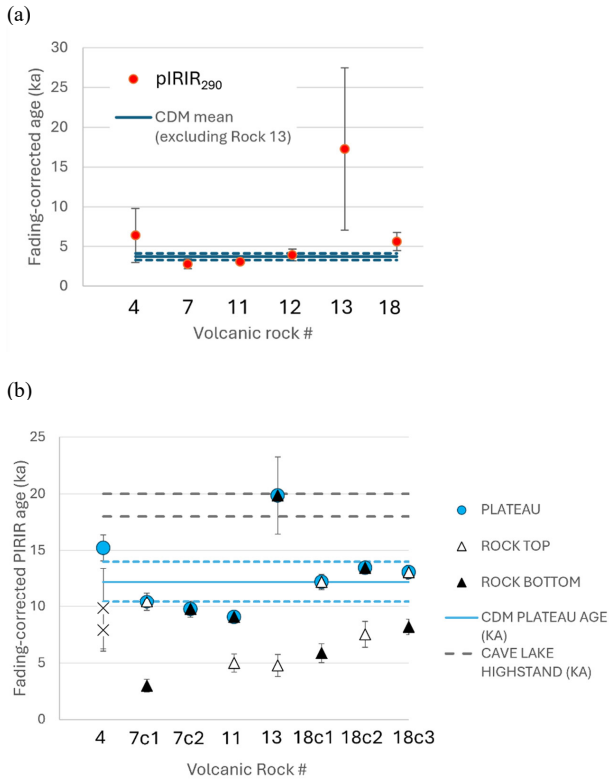 (a)
Fading-corrected age (ka)
30
25
20
15
10
5
0
pIRIR290
CDM mean
(excluding Rock 13)
4 7 11 12 13 18
Volcanic rock #
(b)
Fading-corrected PIRIR age (ka)
25
20
15
10
5
0
4 7c1 7c2 11 13 18c1 18c2 18c3
Volcanic Rock #
PLATEAU
ROCK TOP
ROCK BOTTOM
CDM PLATEAU AGE
(KA)
CAVE LAKE
HIGHSTAND (KA)